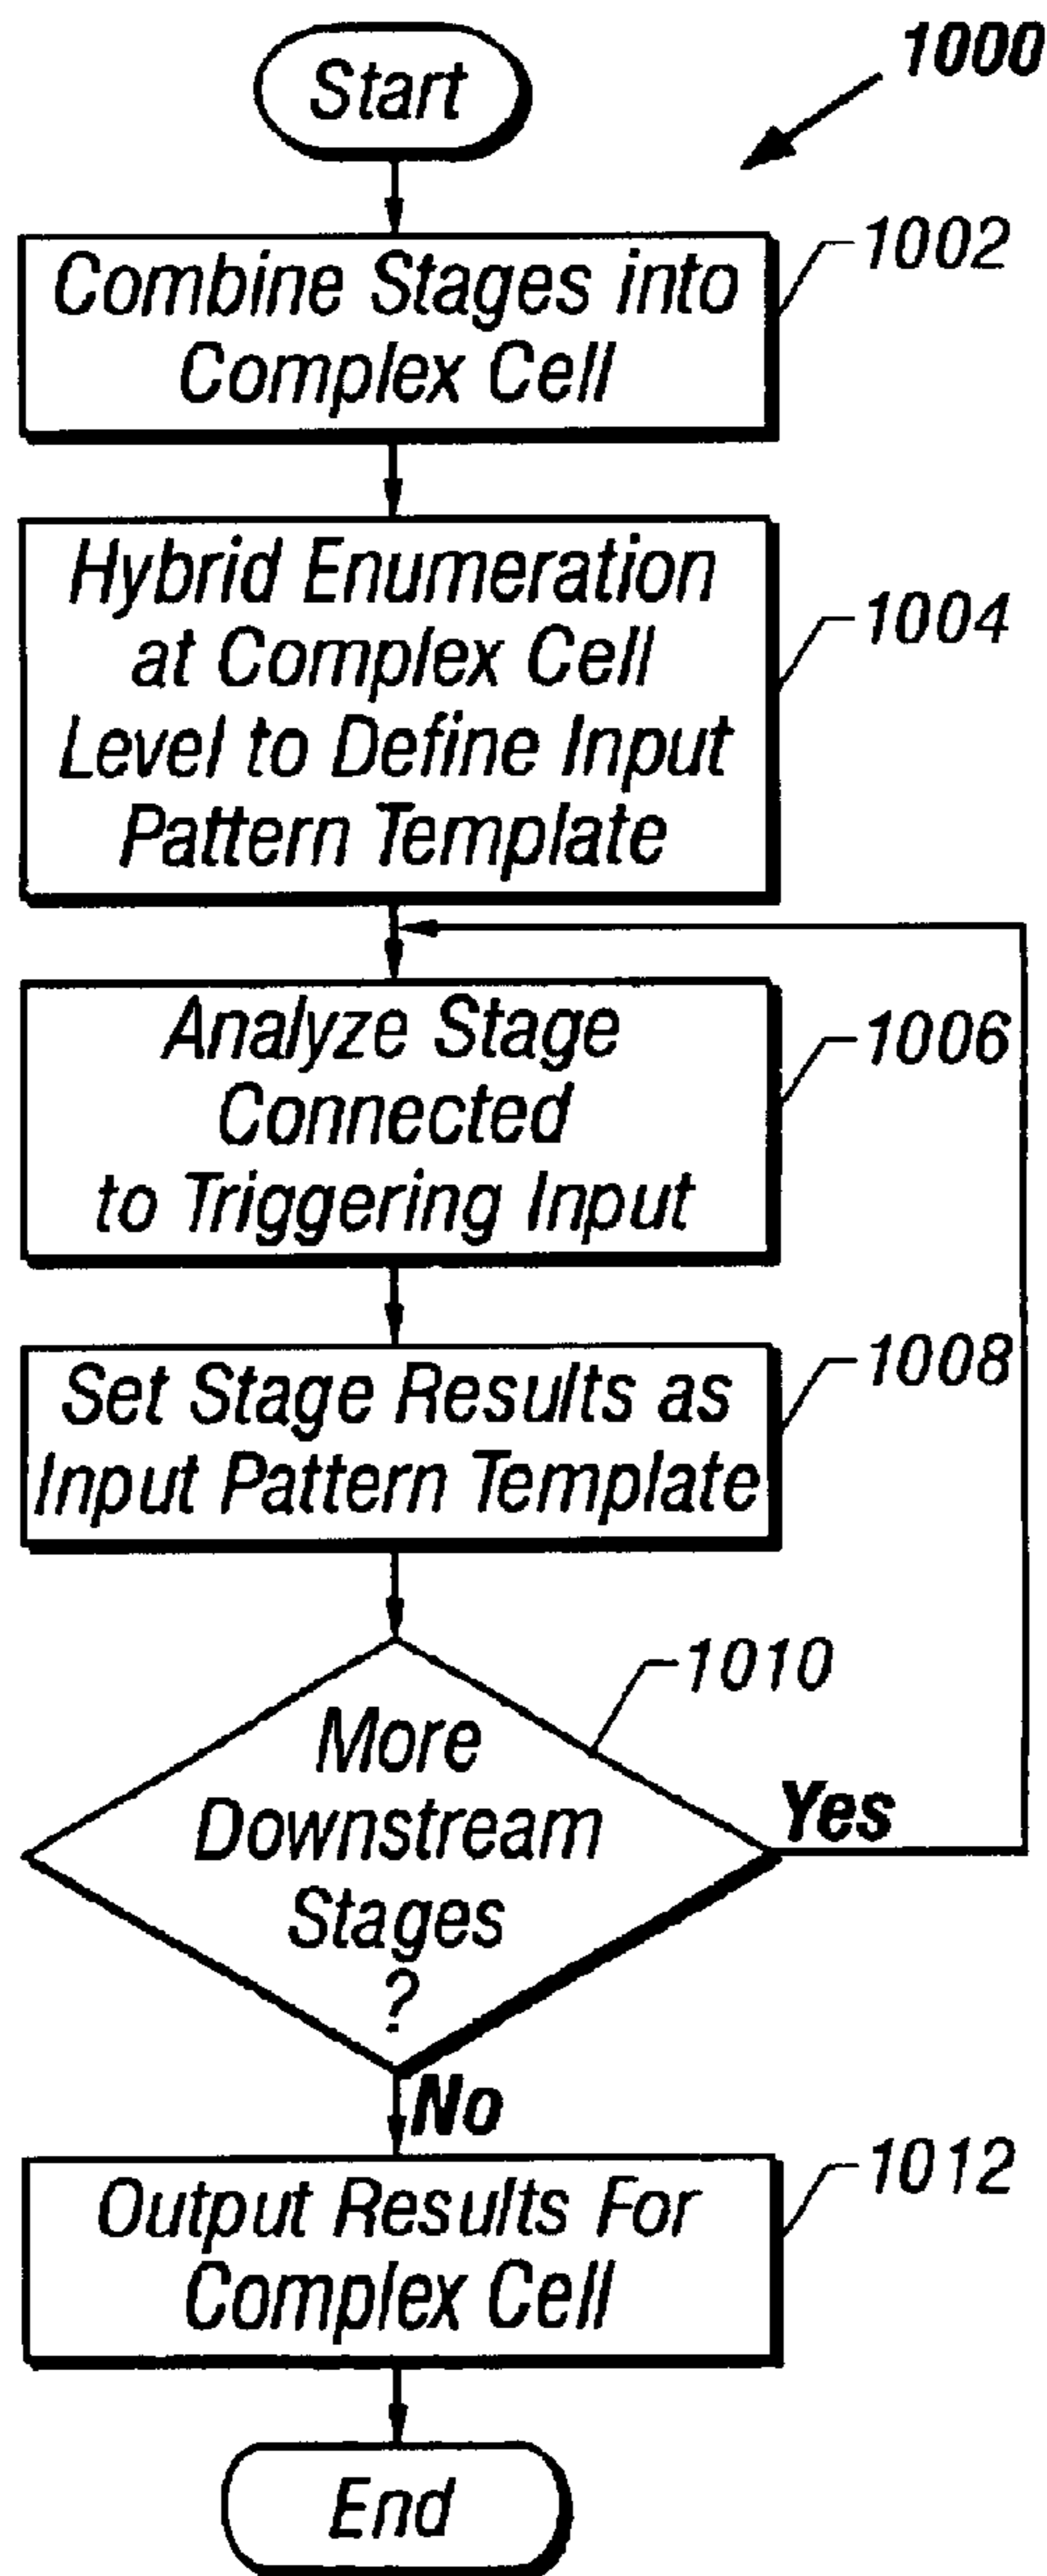 1000
Start
1002
Combine Stages into
Complex Cell
1004
Hybrid Enumeration
at Complex Cell
Level to Define Input
Pattern Template
1006
Analyze Stage
Connected
to Triggering Input
1008
Set Stage Results as
Input Pattern Template
1010
More
Downstream
Stages
?
Yes
No
1012
Output Results For
Complex Cell
End